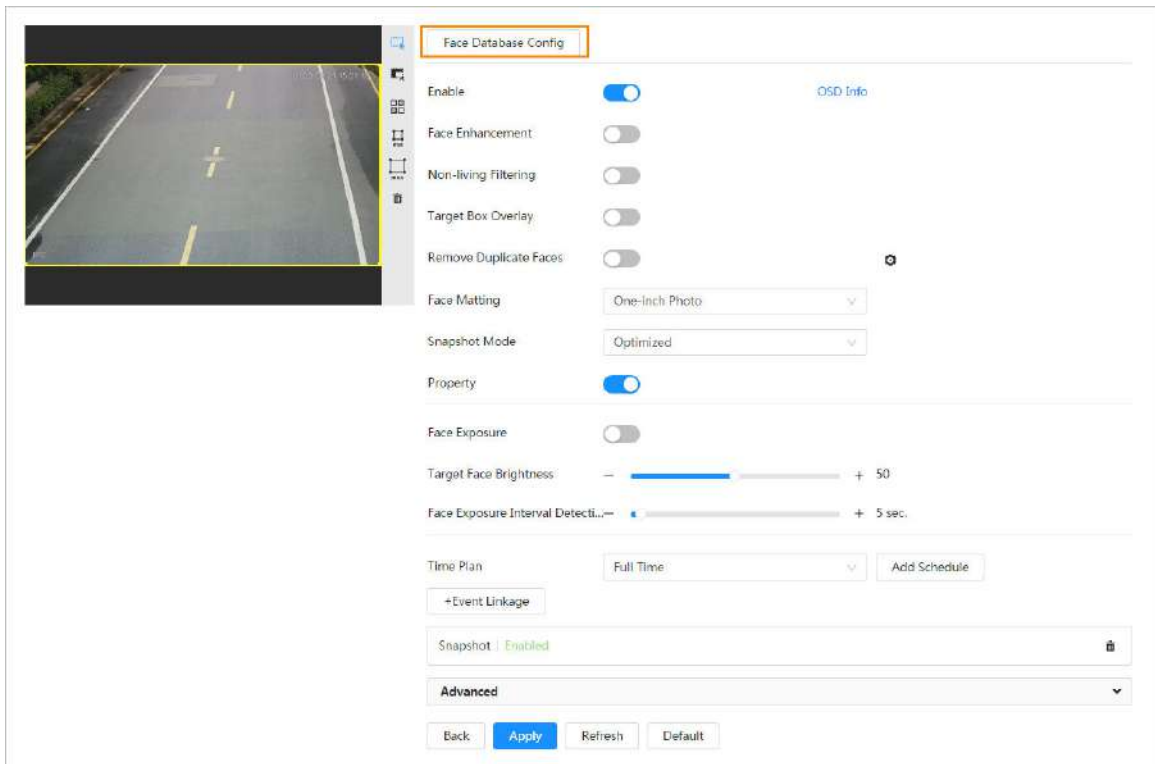 Face Database Config
Enable
OSD Info
Face Enhancement
Non-living Filtering
Target Box Overlay
Remove Duplicate Faces
Face Matting One-inch Photo
Snapshot Mode Optimized
Property
Face Exposure
Target Face Brightness − + 50
Face Exposure Interval Detecti...− + 5 sec.
Time Plan Full Time Add Schedule
+Event Linkage
Snapshot | Enabled
Advanced
Back Apply Refresh Default